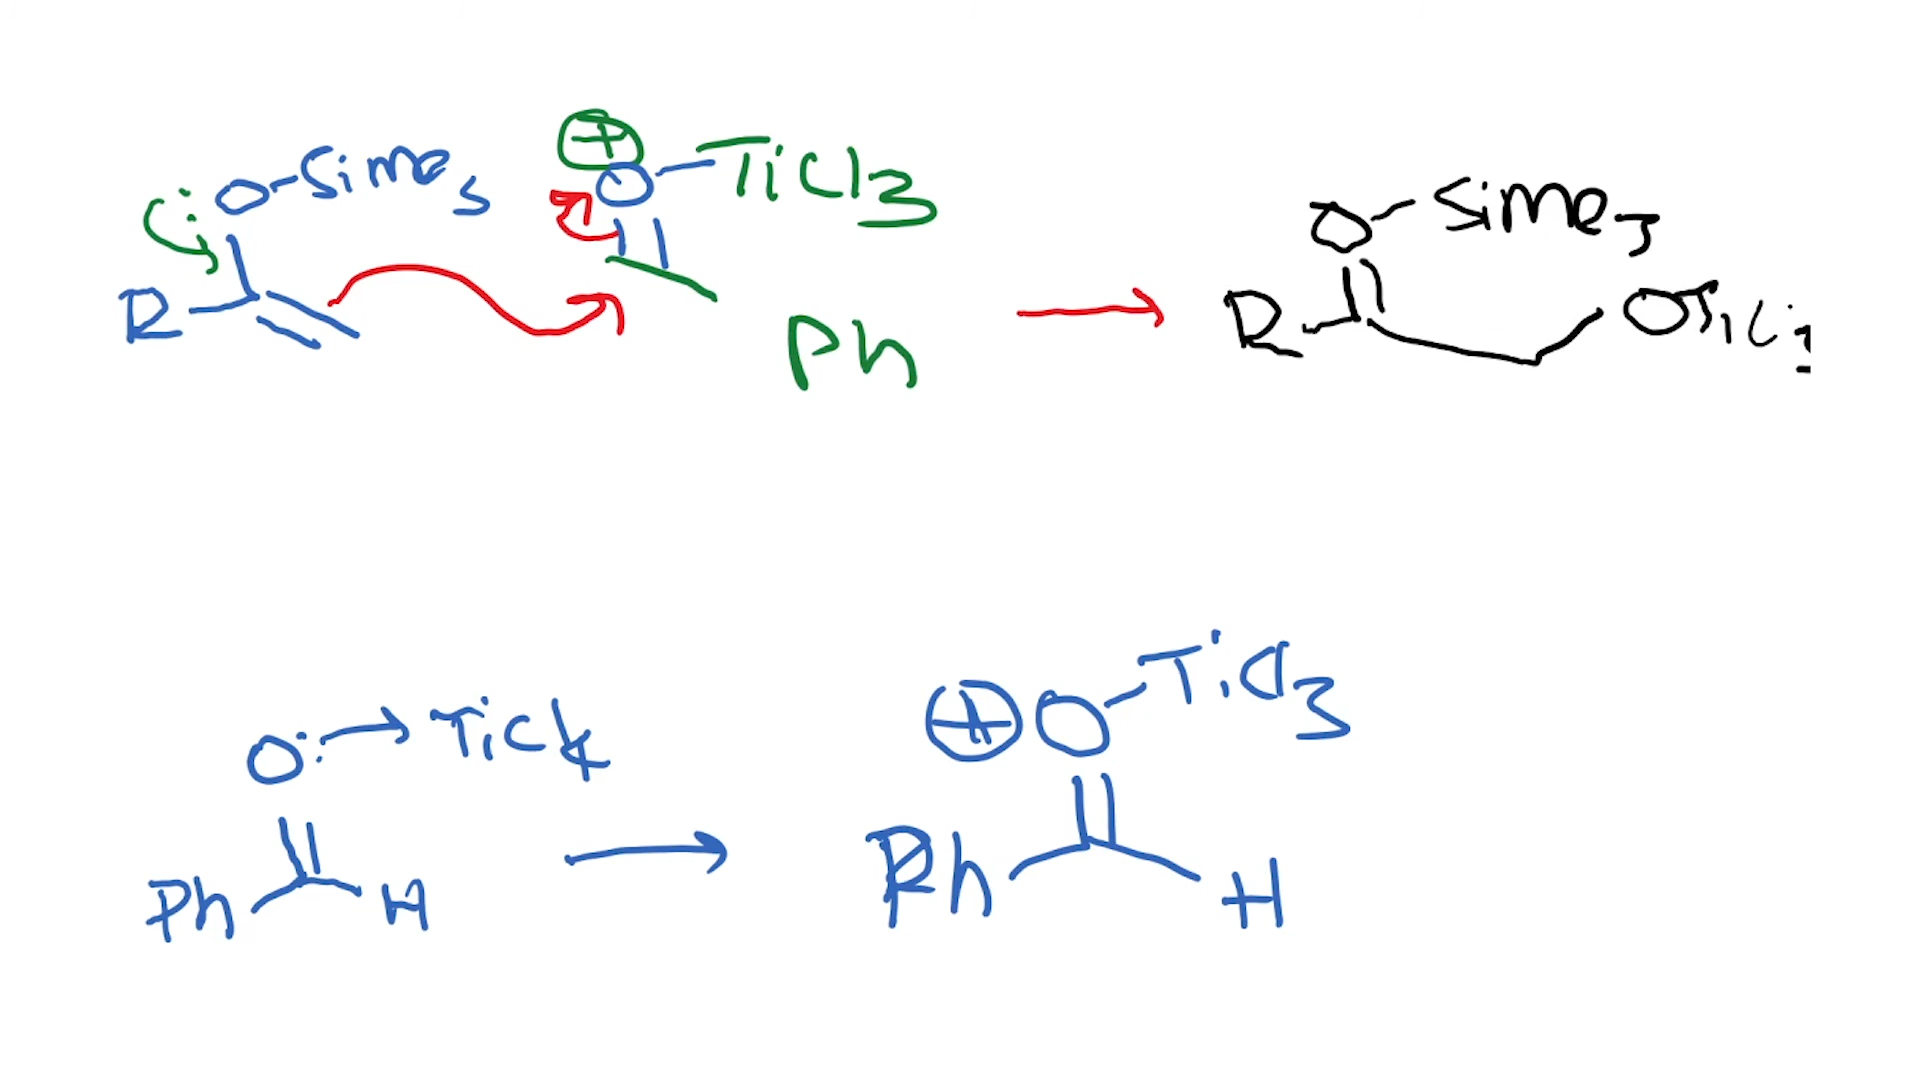 O-SiMe3 ⊕ O-TiCl3
R Ph
O-SiMe3
R OTiCl3
O: → TiCl4
Ph H
⊕ O-TiCl3
Ph H